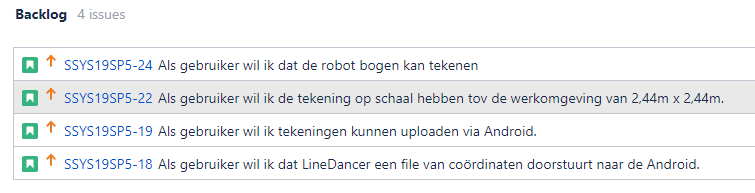 Backlog 4 issues
SSYS19SP5-24 Als gebruiker wil ik dat de robot bogen kan tekenen
SSYS19SP5-22 Als gebruiker wil ik de tekening op schaal hebben tov de werkomgeving van 2,44m x 2,44m.
SSYS19SP5-19 Als gebruiker wil ik tekeningen kunnen uploaden via Android.
SSYS19SP5-18 Als gebruiker wil ik dat LineDancer een file van coördinaten doorstuurt naar de Android.